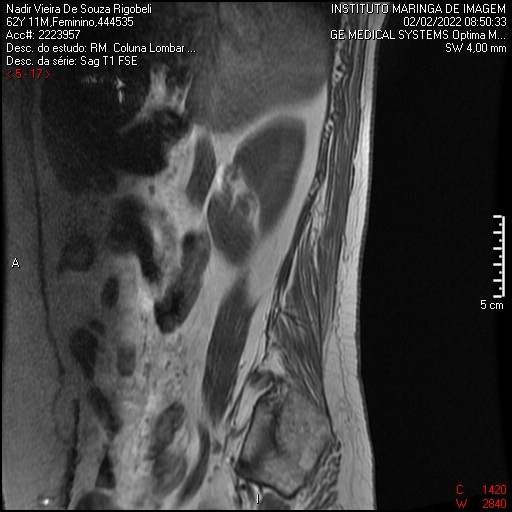 Nadir Vieira De Souza Rigobeli
62Y 11M,Feminino,444535
Acc#: 2223957
Desc. do estudo: RM Coluna Lombar ...
Desc. da série: Sag T1 FSE
< 5 - 17 >
INSTITUTO MARINGA DE IMAGEM
02/02/2022 08:50:33
GE MEDICAL SYSTEMS Optima M...
SW 4,00 mm
A
5 cm
I
C 1420
W 2840